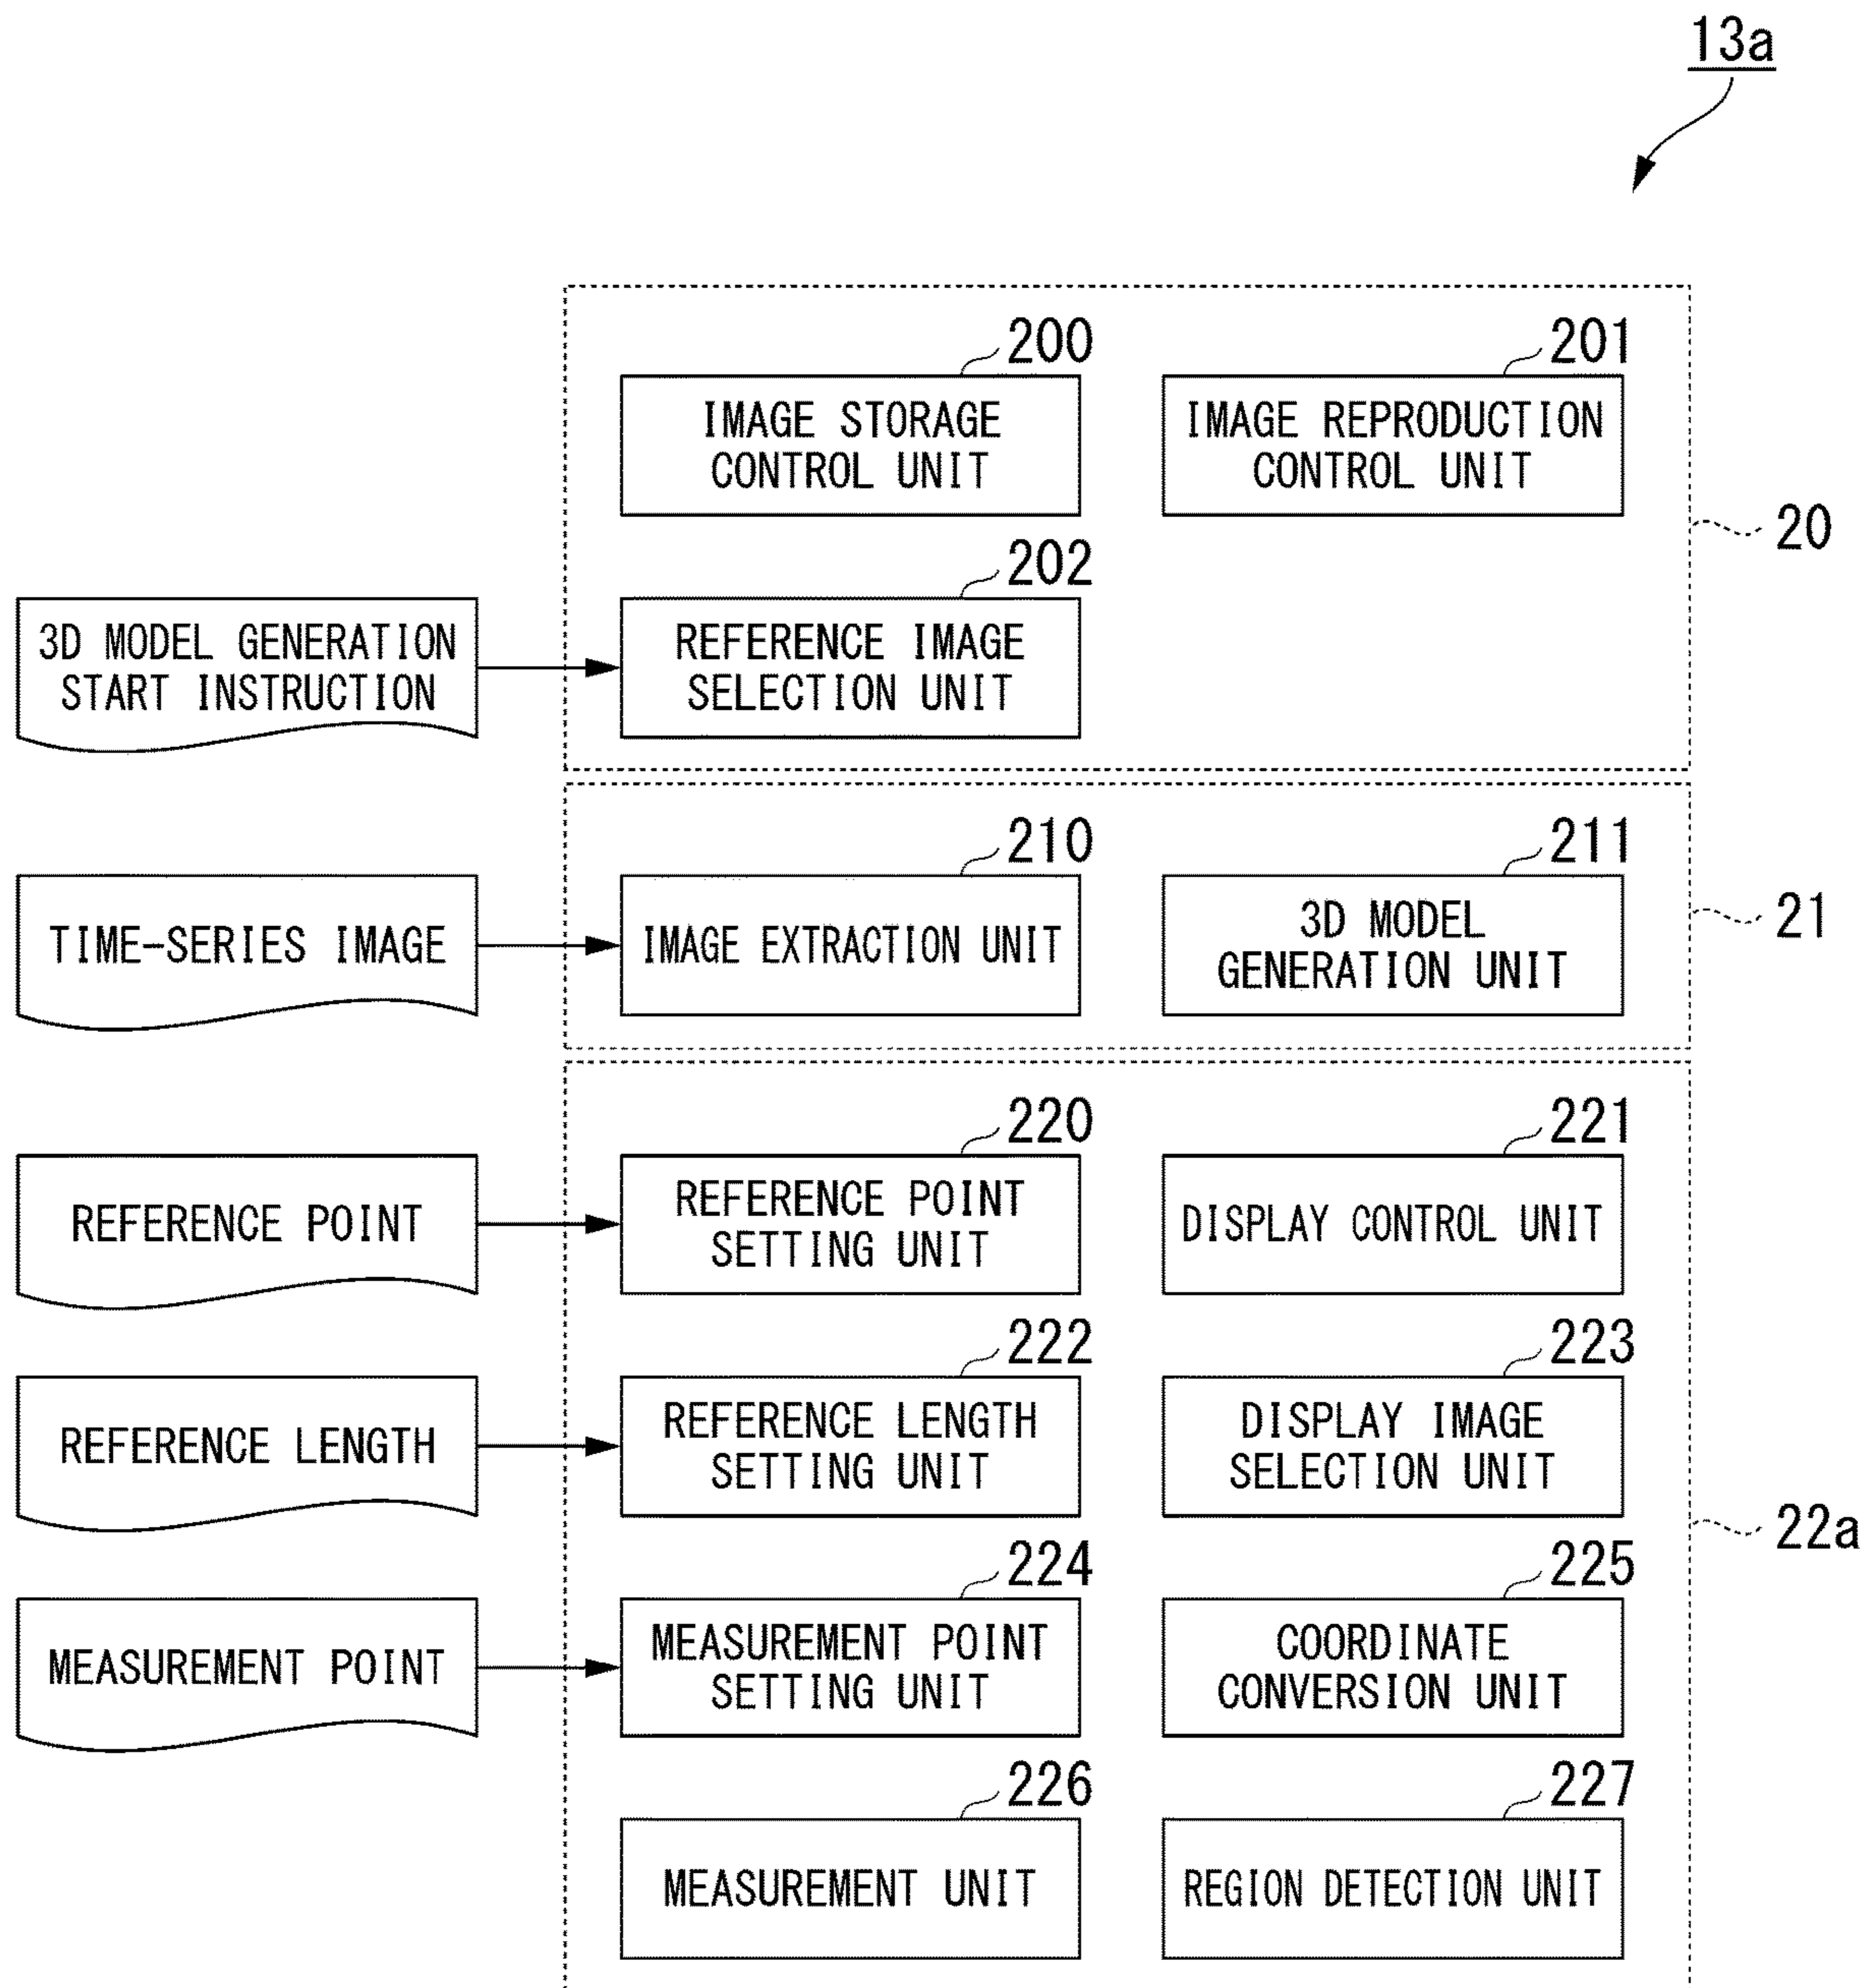 13a
200
IMAGE STORAGE
CONTROL UNIT
201
IMAGE REPRODUCTION
CONTROL UNIT
20
3D MODEL GENERATION
START INSTRUCTION
202
REFERENCE IMAGE
SELECTION UNIT
TIME-SERIES IMAGE
210
IMAGE EXTRACTION UNIT
211
3D MODEL
GENERATION UNIT
21
REFERENCE POINT
220
REFERENCE POINT
SETTING UNIT
221
DISPLAY CONTROL UNIT
REFERENCE LENGTH
222
REFERENCE LENGTH
SETTING UNIT
223
DISPLAY IMAGE
SELECTION UNIT
22a
MEASUREMENT POINT
224
MEASUREMENT POINT
SETTING UNIT
225
COORDINATE
CONVERSION UNIT
226
MEASUREMENT UNIT
227
REGION DETECTION UNIT